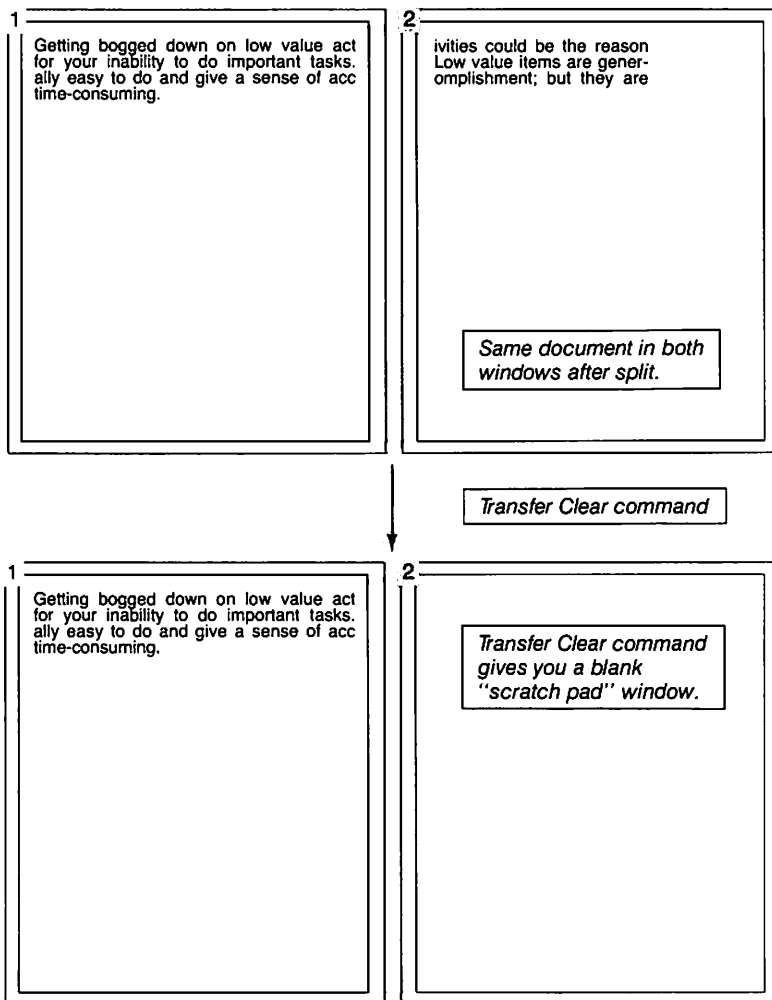 1
Getting bogged down on low value act
for your inability to do important tasks.
ally easy to do and give a sense of acc
time-consuming.
2
ivities could be the reason
Low value items are gener-
omplishment; but they are
Same document in both
windows after split.
Transfer Clear command
1
Getting bogged down on low value act
for your inability to do important tasks.
ally easy to do and give a sense of acc
time-consuming.
2
Transfer Clear command
gives you a blank
“scratch pad” window.